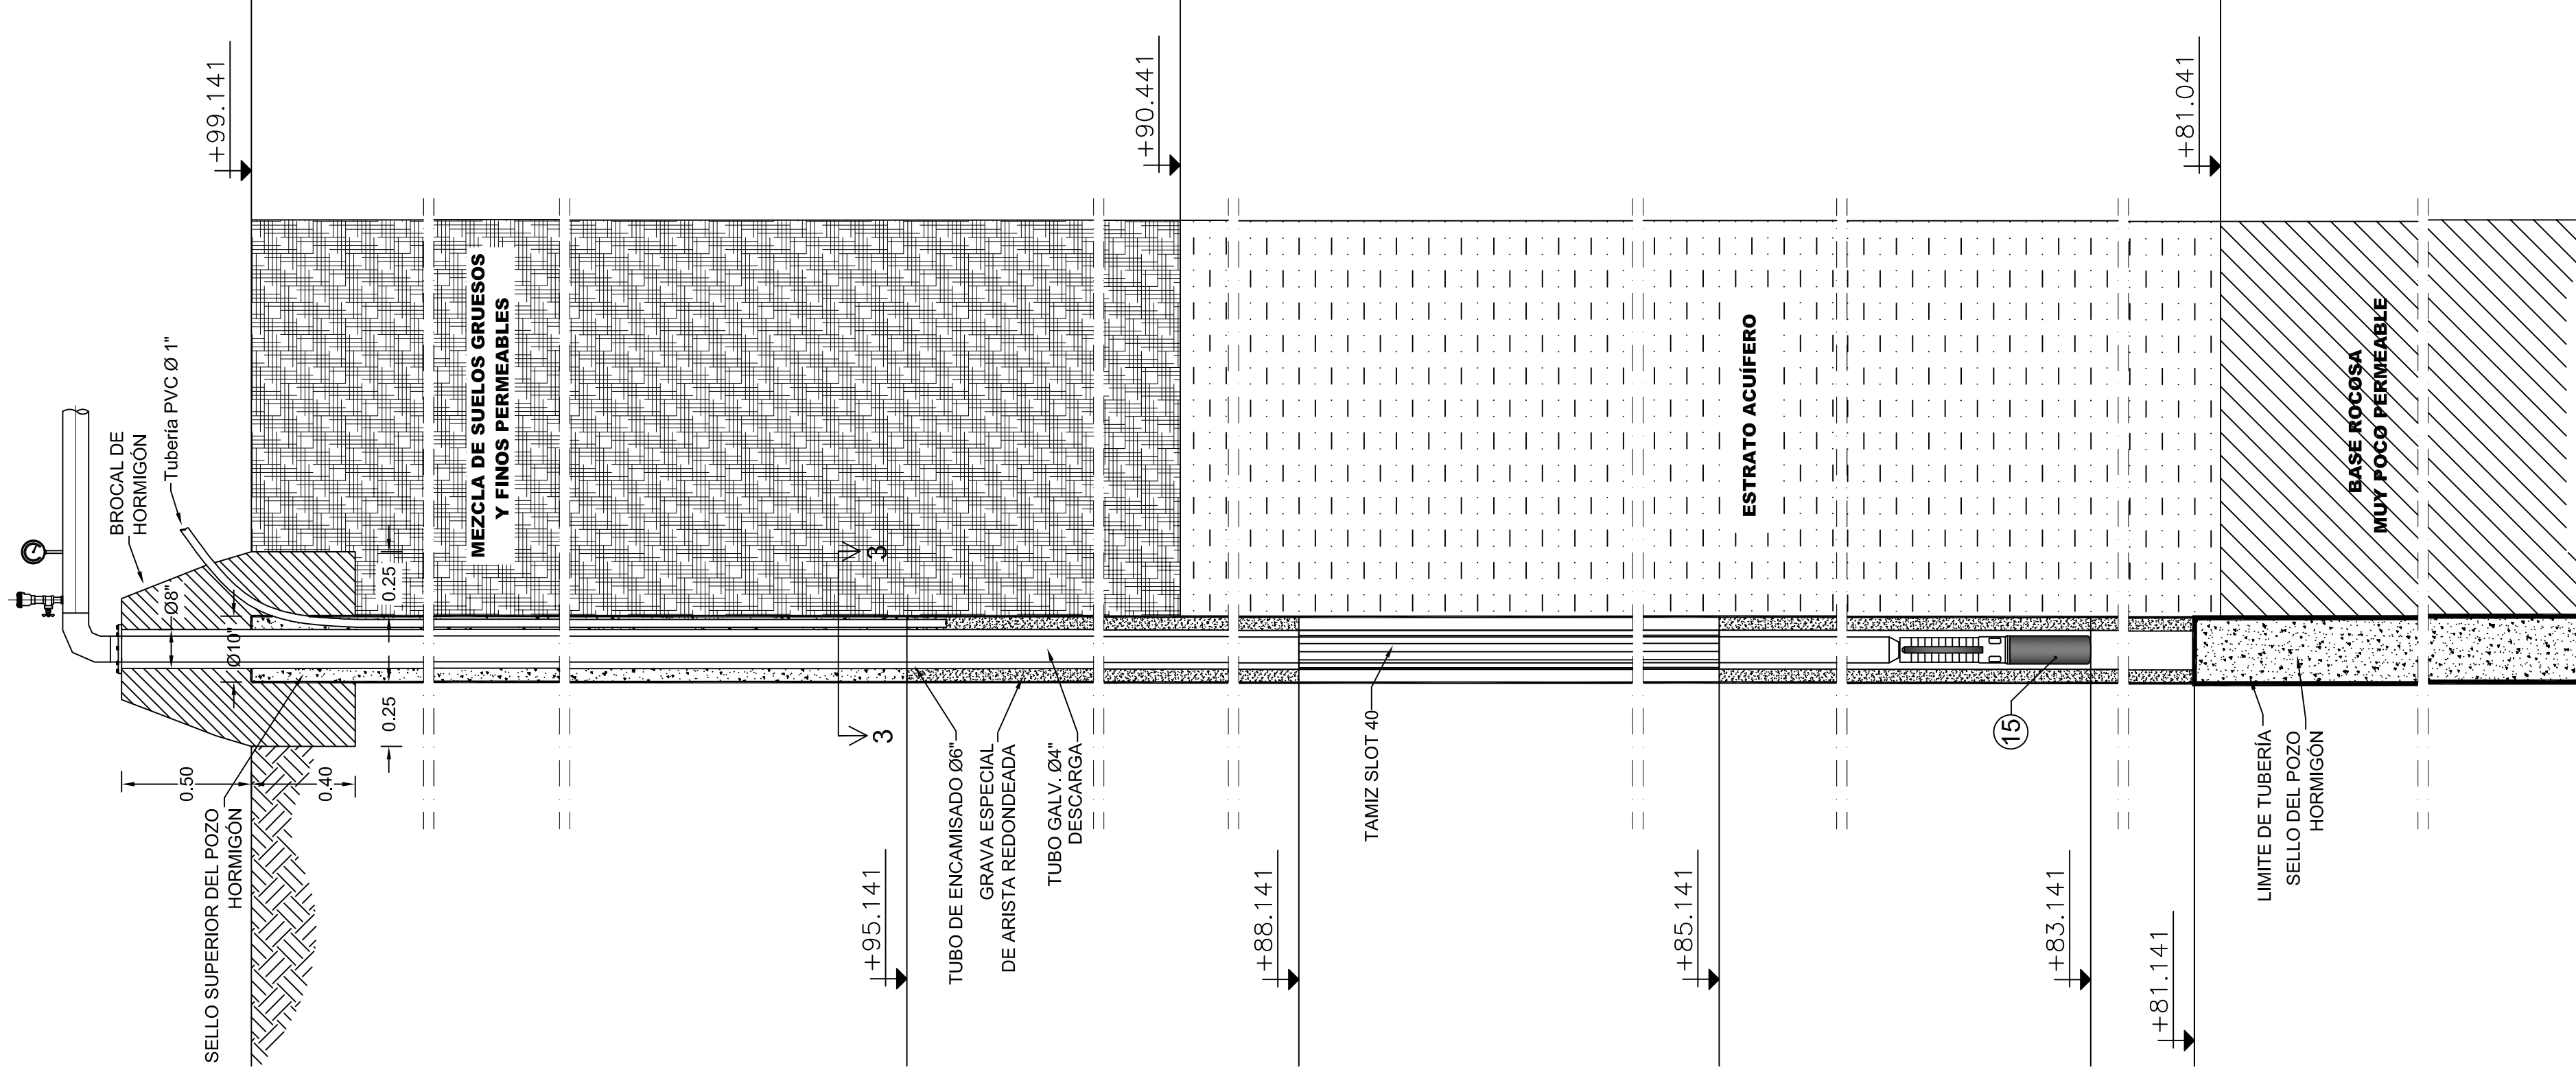 +99.141
+90.441
+81.041
BROCAL DE
HORMIGÓN
Tubería PVC Ø 1"
MEZCLA DE SUELOS GRUESOS
Y FINOS PERMEABLES
ESTRATO ACUÍFERO
BASE ROCOSA
MUY POCO PERMEABLE
Ø8"
Ø10"
0.25
0.25
0.50
0.40
3
3
15
SELLO SUPERIOR DEL POZO
HORMIGÓN
+95.141
TUBO DE ENCAMISADO Ø6"
GRAVA ESPECIAL
DE ARISTA REDONDEADA
TUBO GALV. Ø4"
DESCARGA
+88.141
TAMIZ SLOT 40
+85.141
+83.141
+81.141
LIMITE DE TUBERÍA
SELLO DEL POZO
HORMIGÓN